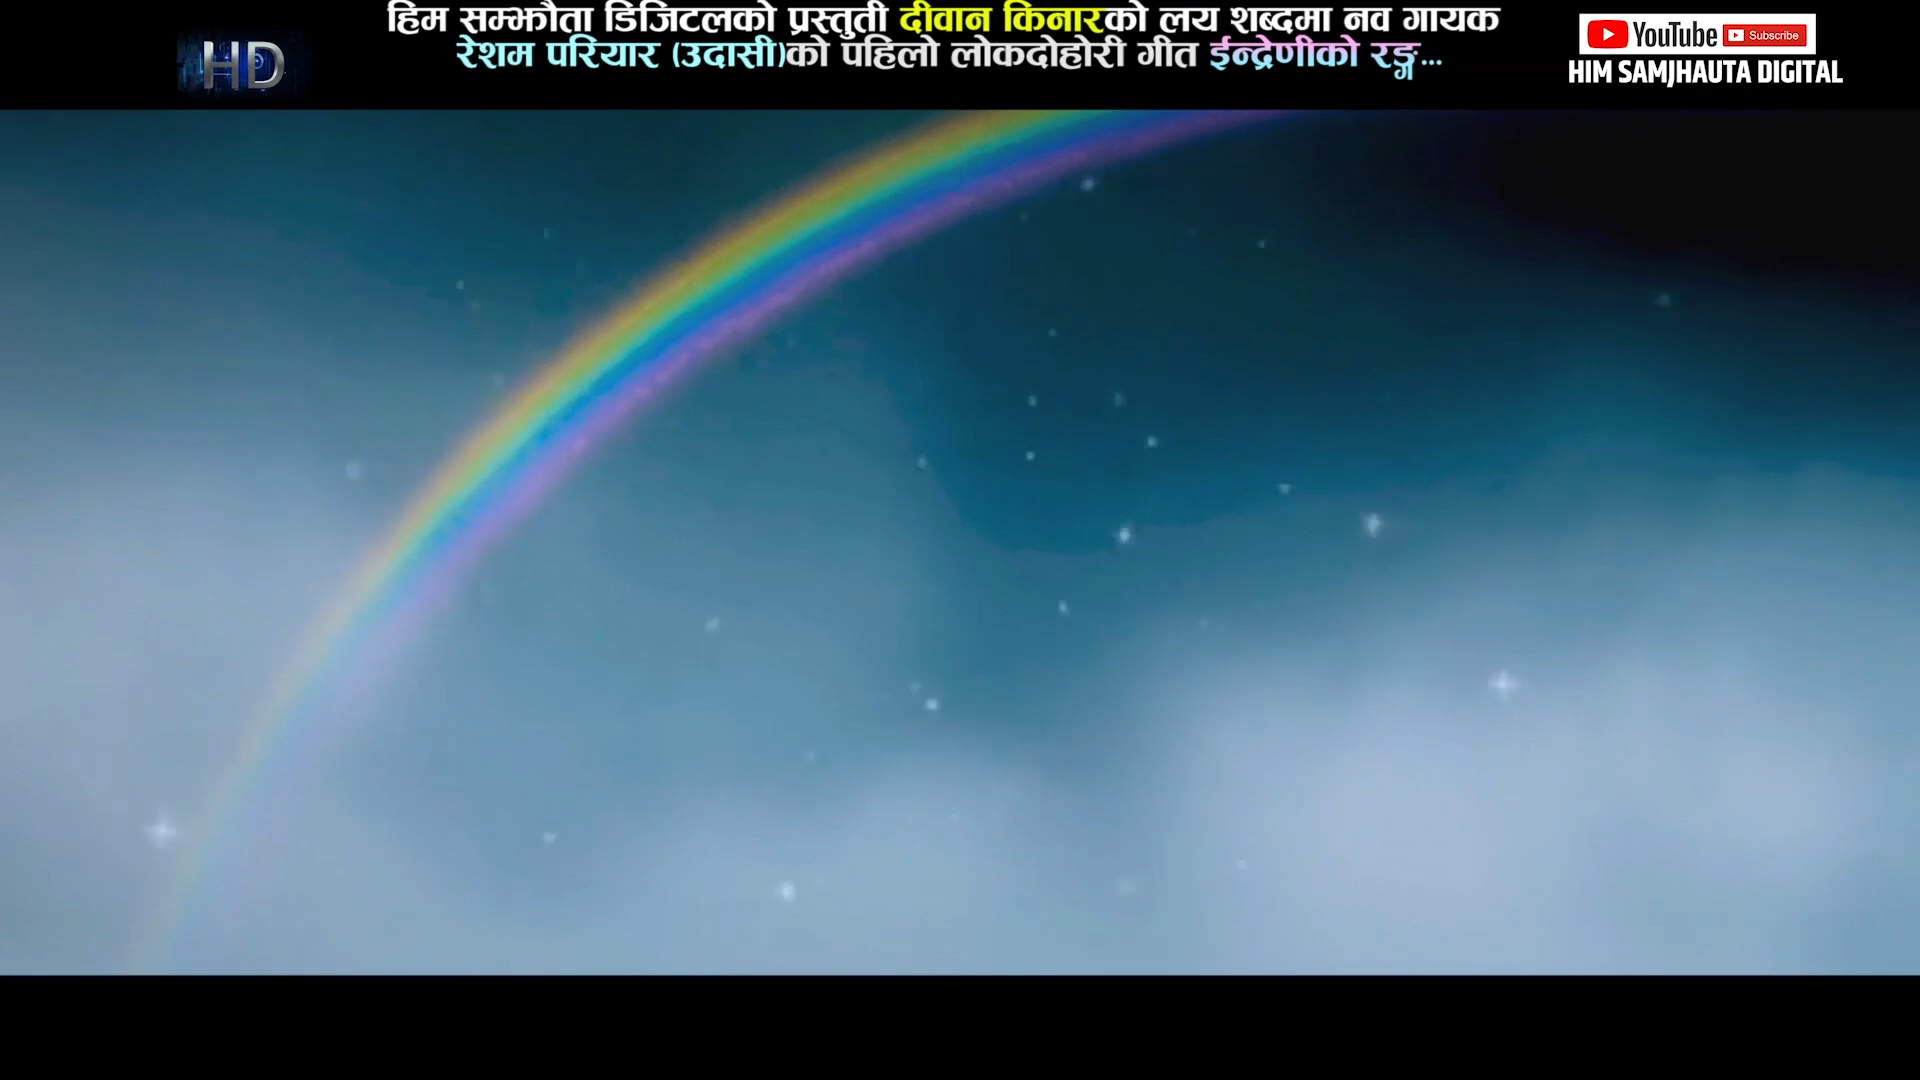 हिम सम्झौता डिजिटलको प्रस्तुती दीवान किनारको लय शब्दमा नव गायक
रेशम परियार (उदासी)को पहिलो लोकदोहोरी गीत ईन्द्रेणीको रङ्ग...
HD
YouTube Subscribe
HIM SAMJHAUTA DIGITAL